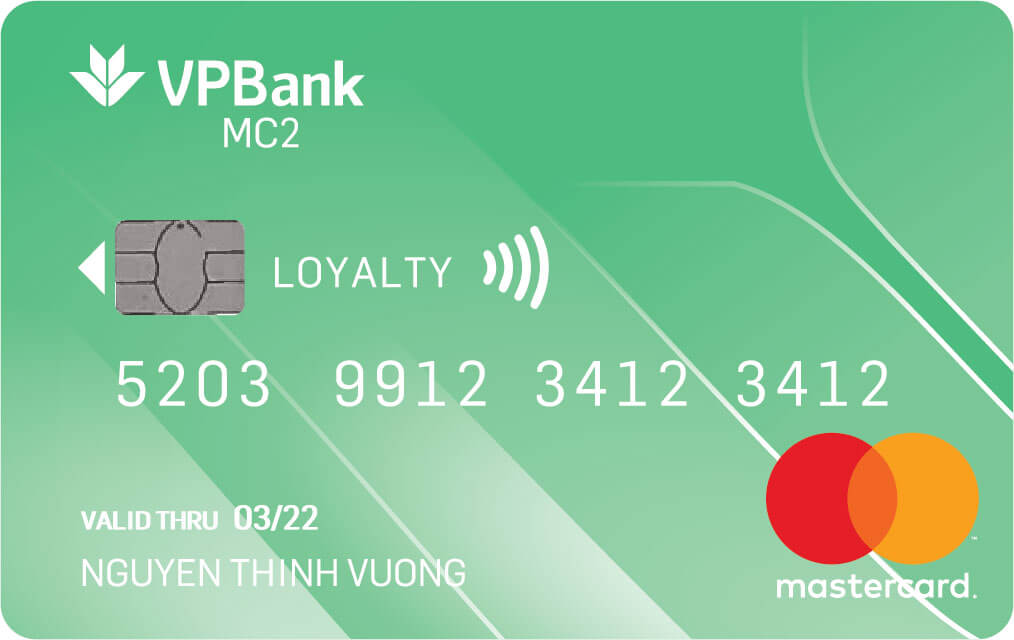 VPBank
MC2
LOYALTY
5203 9912 3412 3412
VALID THRU 03/22
NGUYEN THINH VUONG
mastercard.